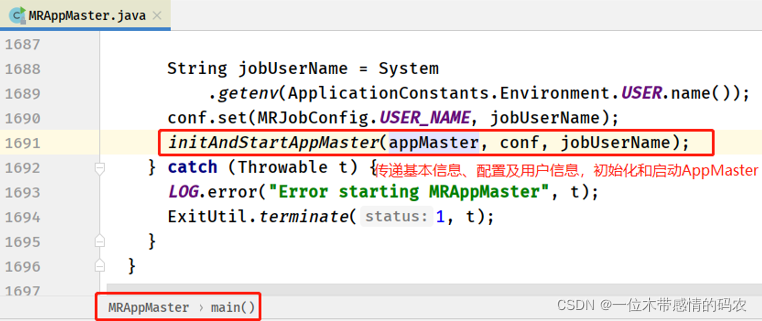 MRAppMaster.java
1687
1688 String jobUserName = System
1689 .getenv(ApplicationConstants.Environment.USER.name());
1690 conf.set(MRJobConfig.USER_NAME, jobUserName);
1691 initAndStartAppMaster(appMaster, conf, jobUserName);
1692 } catch (Throwable t) { 传递基本信息、配置及用户信息，初始化和启动AppMaster
1693 LOG.error("Error starting MRAppMaster", t);
1694 ExitUtil.terminate( status: 1, t);
1695 }
1696 }
1697
MRAppMaster › main()
CSDN @一位木带感情的码农